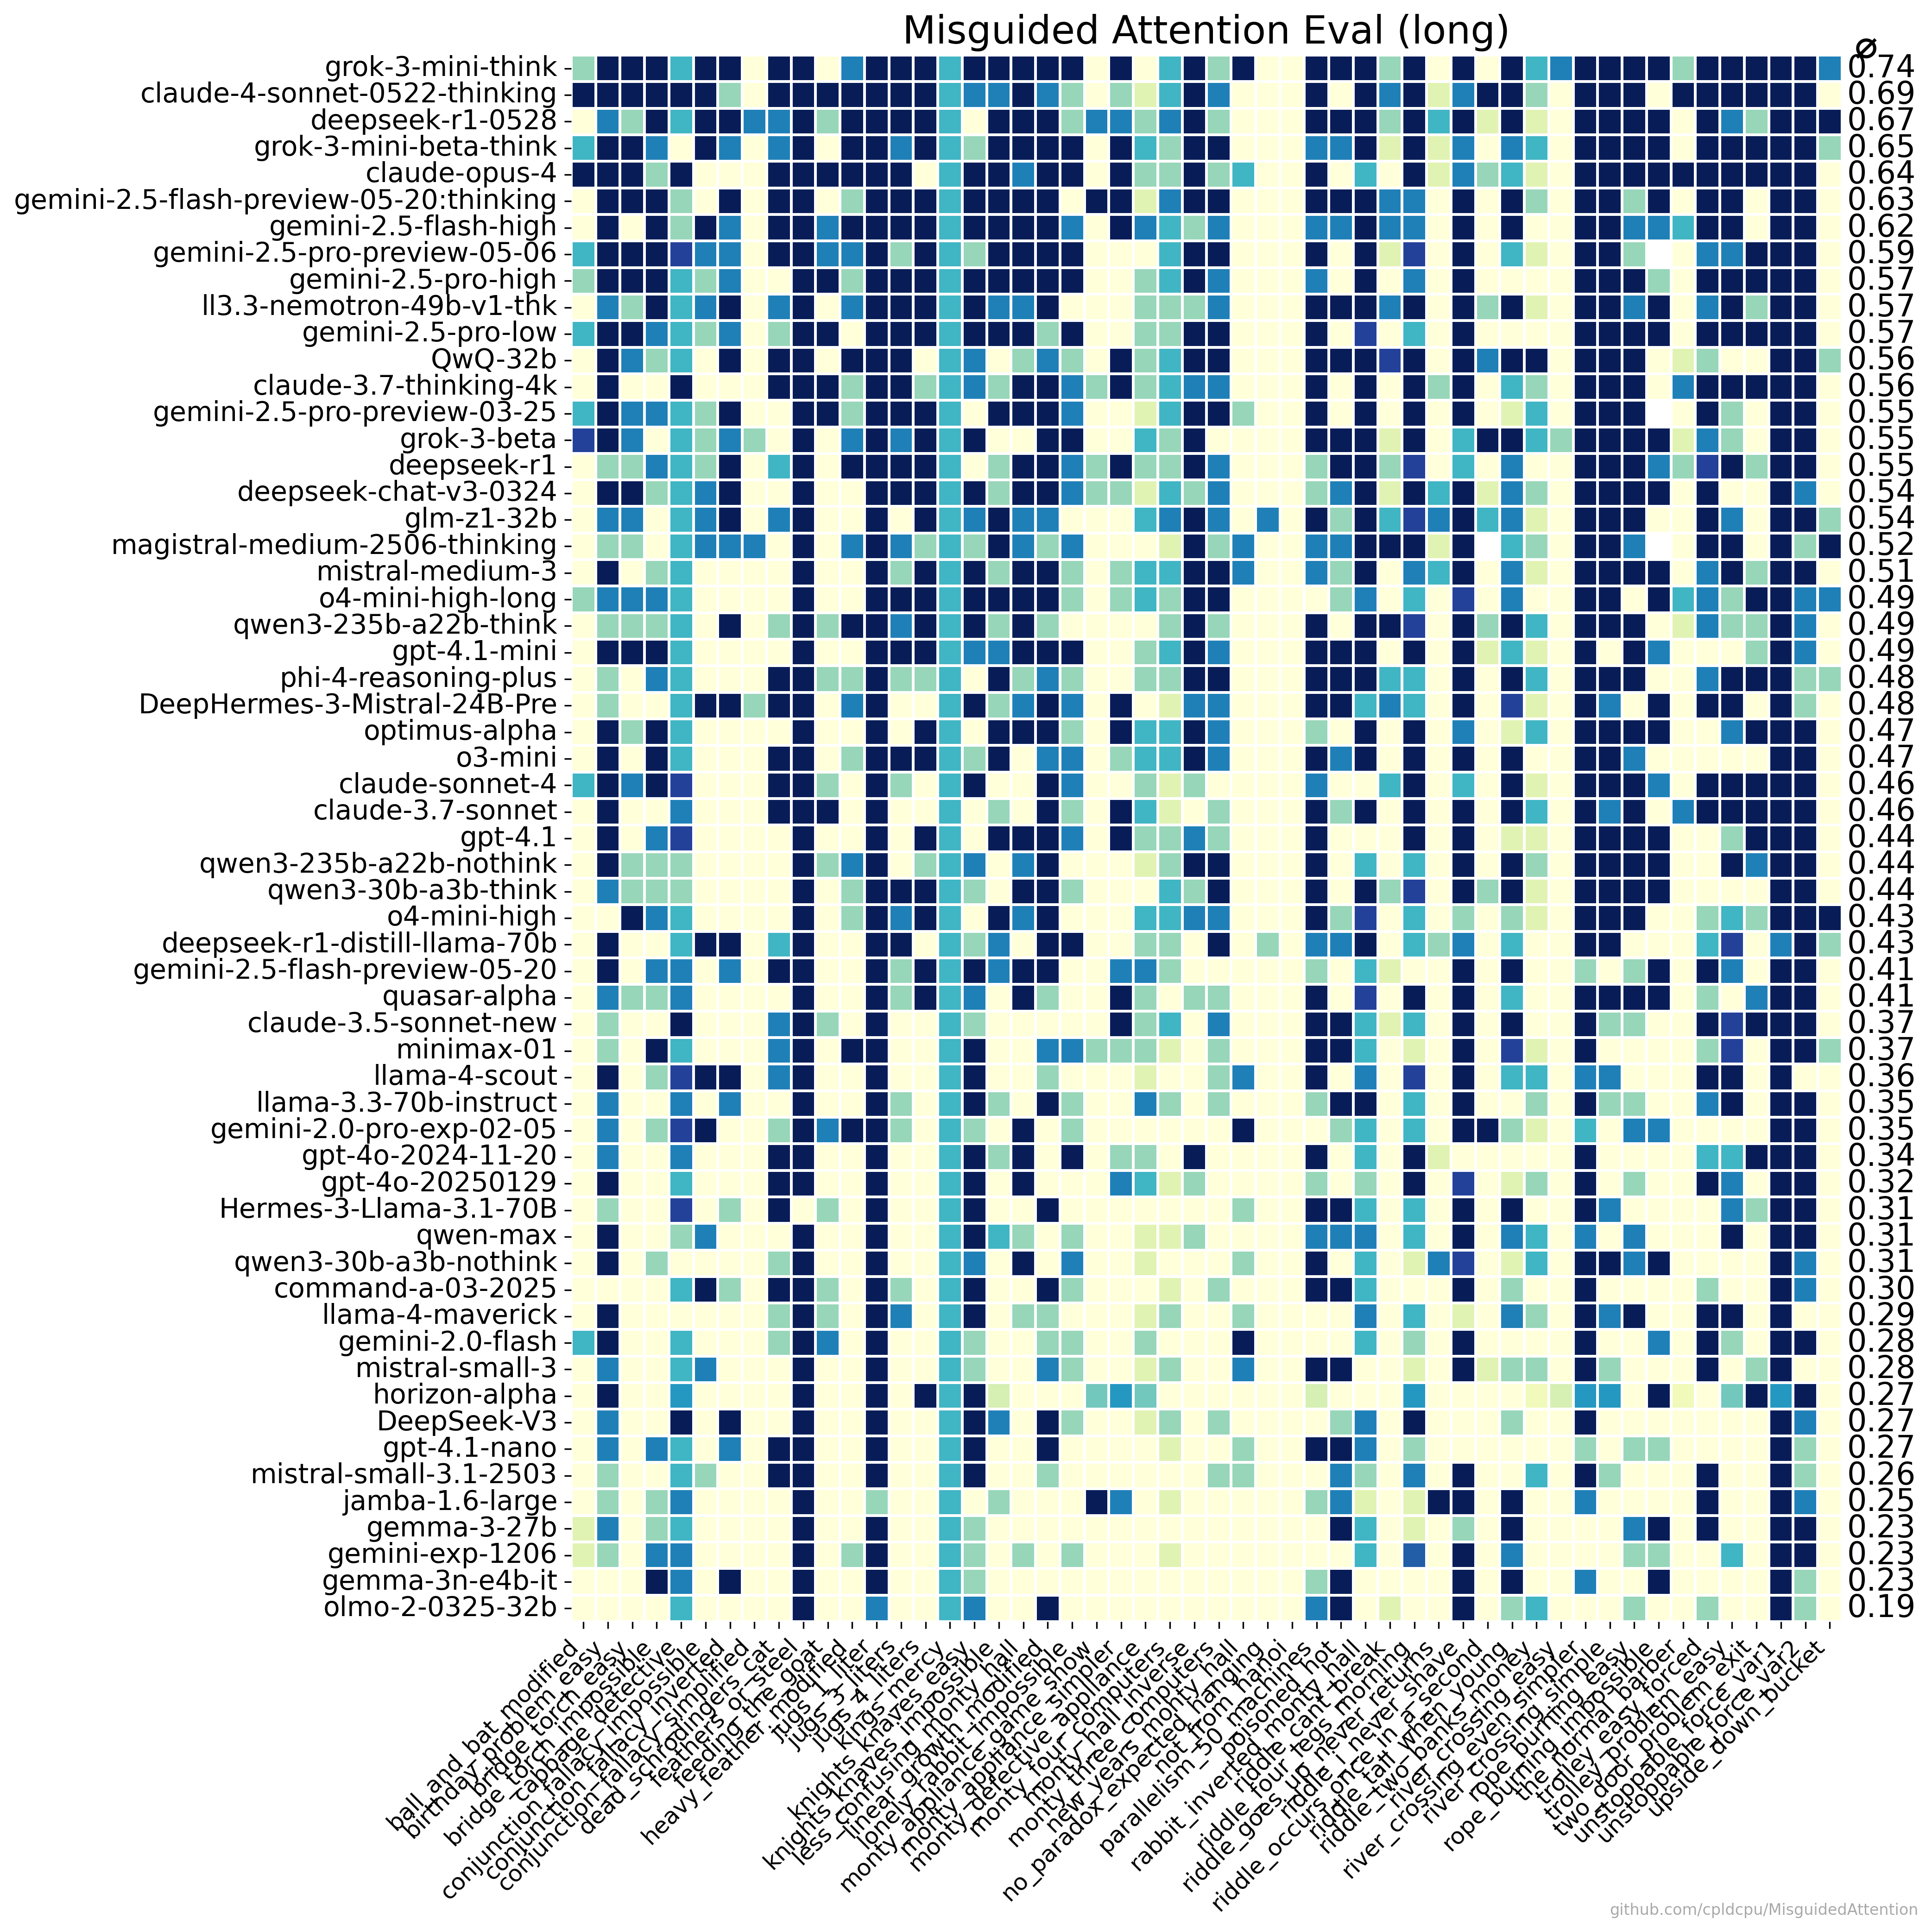 Misguided Attention Eval (long)
ø
grok-3-mini-think 0.74
claude-4-sonnet-0522-thinking 0.69
deepseek-r1-0528 0.67
grok-3-mini-beta-think 0.65
claude-opus-4 0.64
gemini-2.5-flash-preview-05-20:thinking 0.63
gemini-2.5-flash-high 0.62
gemini-2.5-pro-preview-05-06 0.59
gemini-2.5-pro-high 0.57
ll3.3-nemotron-49b-v1-thk 0.57
gemini-2.5-pro-low 0.57
QwQ-32b 0.56
claude-3.7-thinking-4k 0.56
gemini-2.5-pro-preview-03-25 0.55
grok-3-beta 0.55
deepseek-r1 0.55
deepseek-chat-v3-0324 0.54
glm-z1-32b 0.54
magistral-medium-2506-thinking 0.52
mistral-medium-3 0.51
o4-mini-high-long 0.49
qwen3-235b-a22b-think 0.49
gpt-4.1-mini 0.49
phi-4-reasoning-plus 0.48
DeepHermes-3-Mistral-24B-Pre 0.48
optimus-alpha 0.47
o3-mini 0.47
claude-sonnet-4 0.46
claude-3.7-sonnet 0.46
gpt-4.1 0.44
qwen3-235b-a22b-nothink 0.44
qwen3-30b-a3b-think 0.44
o4-mini-high 0.43
deepseek-r1-distill-llama-70b 0.43
gemini-2.5-flash-preview-05-20 0.41
quasar-alpha 0.41
claude-3.5-sonnet-new 0.37
minimax-01 0.37
llama-4-scout 0.36
llama-3.3-70b-instruct 0.35
gemini-2.0-pro-exp-02-05 0.35
gpt-4o-2024-11-20 0.34
gpt-4o-20250129 0.32
Hermes-3-Llama-3.1-70B 0.31
qwen-max 0.31
qwen3-30b-a3b-nothink 0.31
command-a-03-2025 0.30
llama-4-maverick 0.29
gemini-2.0-flash 0.28
mistral-small-3 0.28
horizon-alpha 0.27
DeepSeek-V3 0.27
gpt-4.1-nano 0.27
mistral-small-3.1-2503 0.26
jamba-1.6-large 0.25
gemma-3-27b 0.23
gemini-exp-1206 0.23
gemma-3n-e4b-it 0.23
olmo-2-0325-32b 0.19
ball_and_bat_modified
birthday_problem_easy
bridge_torch_easy
bridge_torch_impossible
cabbage_detective
conjunction_fallacy_impossible
conjunction_fallacy_inverted
conjunction_fallacy_simplified
dead_schrodingers_cat
feathers_or_steel
feeding_the_goat
heavy_feather_modified
jugs_1_liter
jugs_3_liters
jugs_4_liters
kings_mercy
knights_knaves_easy
knights_knaves_impossible
less_confusing_monty_hall
linear_growth_modified
lonely_rabbit_impossible
monty_appliance_simpler
monty_defective_appliance
monty_four_computers
monty_hall_inverse
monty_three_computers
new_years_monty_hall
no_paradox_expected_hanging
not_from_hanoi
parallelism_50_machines
riddle_cant_break
riddle_four_legs_morning
riddle_goes_up_never_returns
riddle_i_never_shave
riddle_occurs_once_in_a_second
riddle_tall_when_young
riddle_two_banks_money
river_crossing_easy
river_crossing_even_simpler
river_crossing_simple
rope_burning_easy
rope_burning_impossible
the_normal_barber
trolley_easy_forced
trolley_problem_easy
two_door_problem_exit
unstoppable_force_var1
unstoppable_force_var2
upside_down_bucket
github.com/cpldcpu/MisguidedAttention